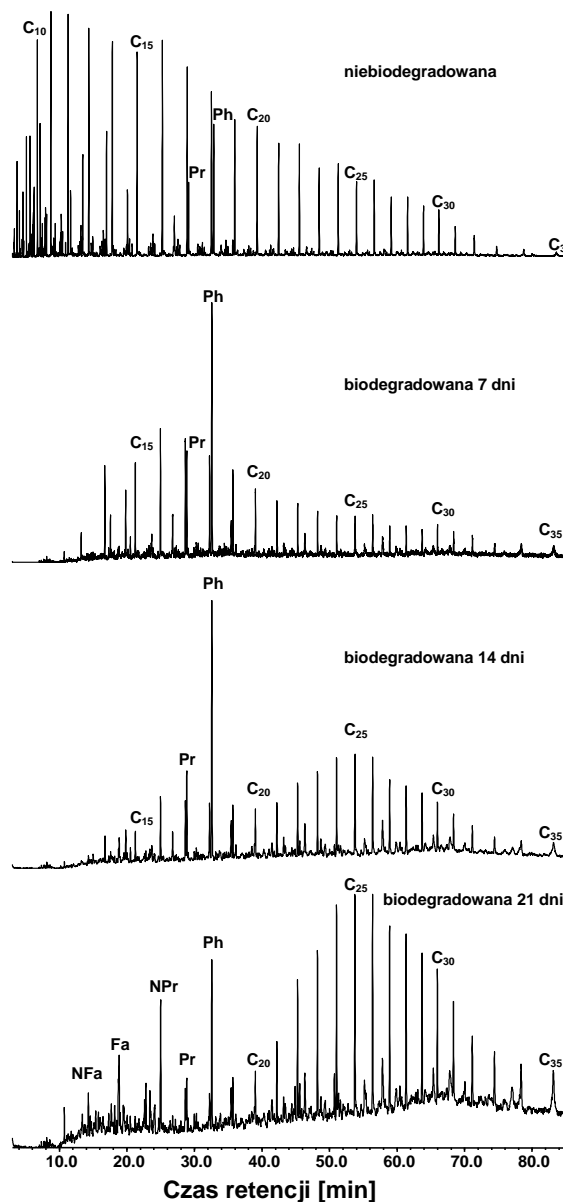 C₁₀
C₁₅
niebiodegradowana
Ph
C₂₀
Pr
C₂₅
C₃₀
C₃
Ph
biodegradowana 7 dni
C₁₅
Pr
C₂₀
C₂₅
C₃₀
C₃₅
Ph
biodegradowana 14 dni
C₂₅
Pr
C₁₅
C₂₀
C₃₀
C₃₅
C₂₅
biodegradowana 21 dni
Ph
C₃₀
NPr
Fa
Pr
C₂₀
C₃₅
NFa
10.0 20.0 30.0 40.0 50.0 60.0 70.0 80.0
Czas retencji [min]